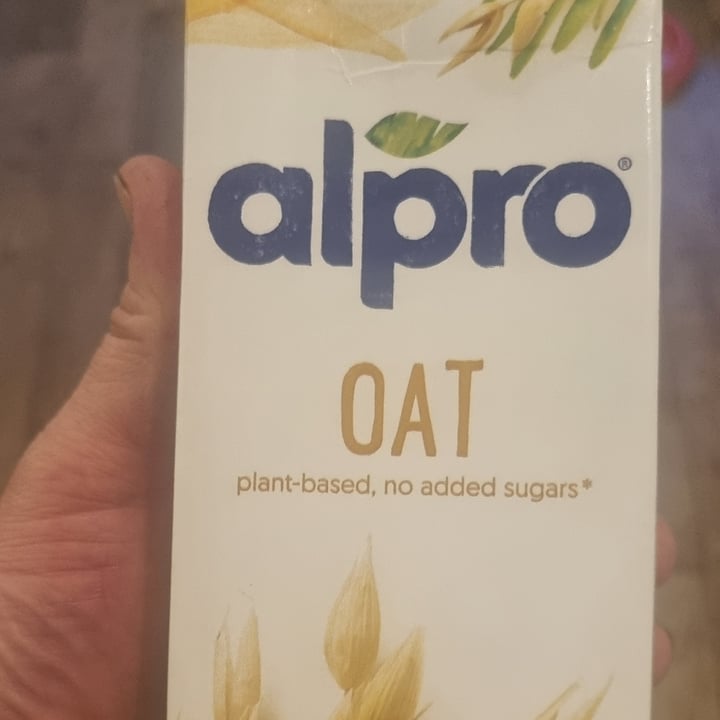 alpro®
OAT
plant-based, no added sugars*